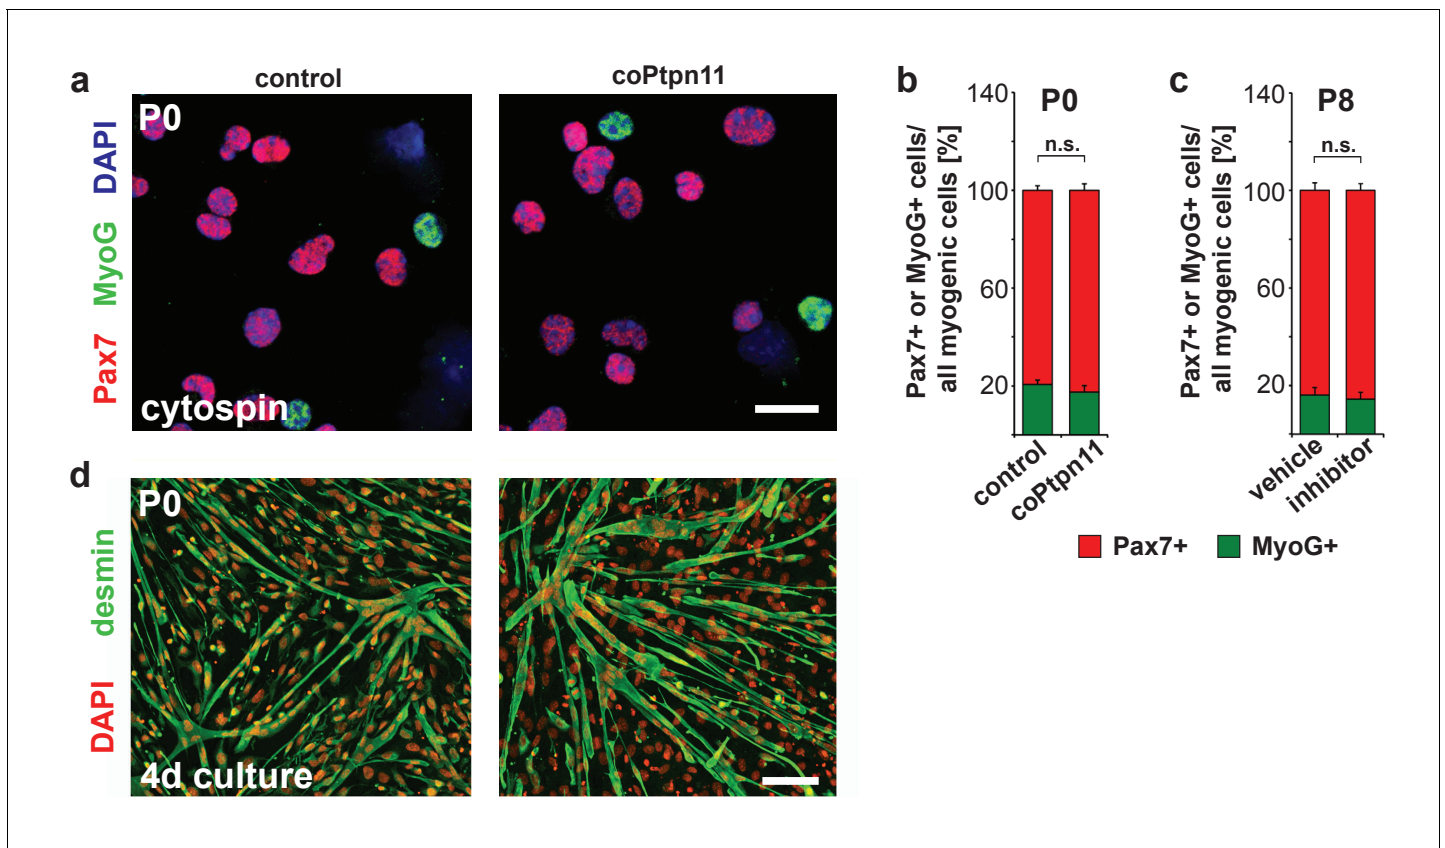 a
control
coPtpn11
Pax7 MyoG DAPI
P0
cytospin
b
P0
Pax7+ or MyoG+ cells/
all myogenic cells [%]
140
100
60
20
n.s.
control
coPtpn11
c
P8
Pax7+ or MyoG+ cells/
all myogenic cells [%]
140
100
60
20
n.s.
vehicle
inhibitor
Pax7+
MyoG+
d
DAPI desmin
P0
4d culture